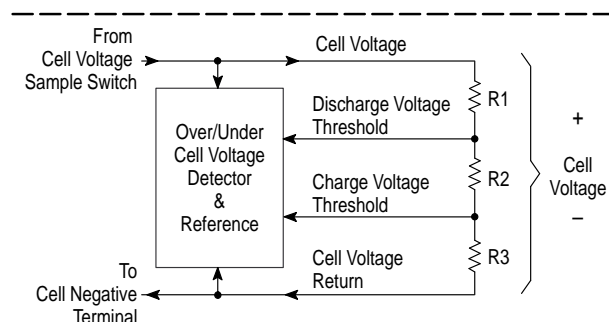 From
Cell Voltage
Sample Switch
Cell Voltage
R1
Discharge Voltage
Threshold
Over/Under
Cell Voltage
Detector
&
Reference
R2
Charge Voltage
Threshold
R3
Cell Voltage
Return
To
Cell Negative
Terminal
+
Cell
Voltage
–